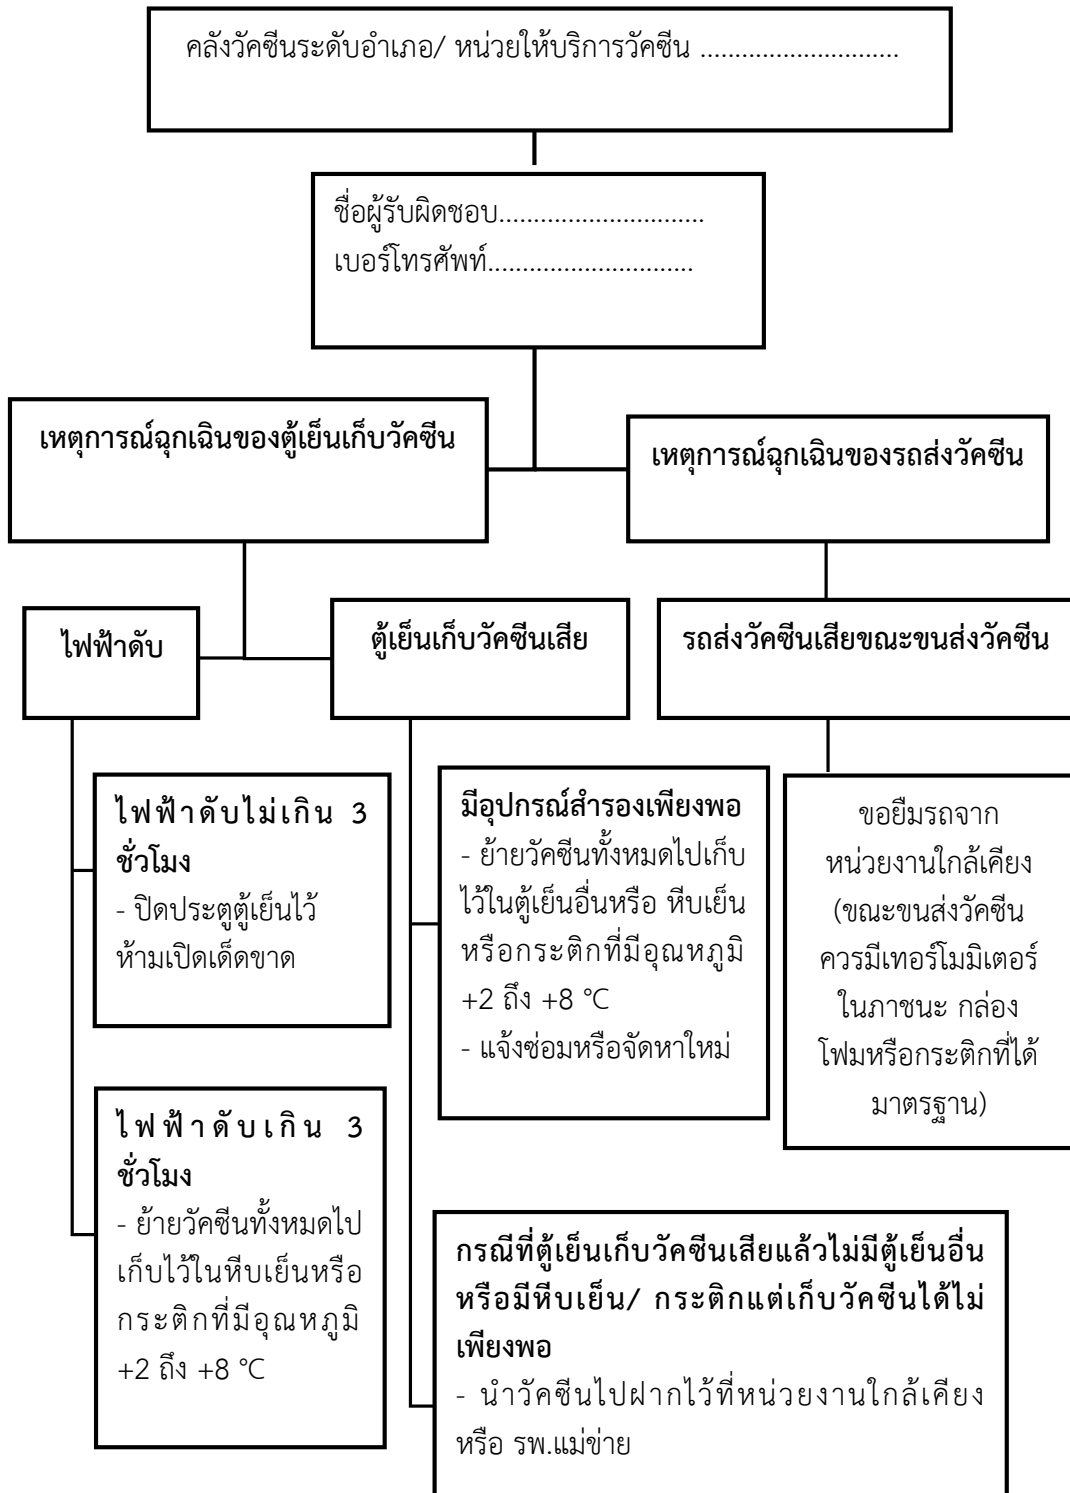 คลังวัคซีนระดับอำเภอ/ หน่วยให้บริการวัคซีน ............................
ชื่อผู้รับผิดชอบ.............................
เบอร์โทรศัพท์.............................
เหตุการณ์ฉุกเฉินของตู้เย็นเก็บวัคซีน
เหตุการณ์ฉุกเฉินของรถส่งวัคซีน
ไฟฟ้าดับ
ตู้เย็นเก็บวัคซีนเสีย
รถส่งวัคซีนเสียขณะขนส่งวัคซีน
ไฟฟ้าดับไม่เกิน 3
ชั่วโมง
- ปิดประตูตู้เย็นไว้
ห้ามเปิดเด็ดขาด
ไฟฟ้าดับเกิน 3
ชั่วโมง
- ย้ายวัคซีนทั้งหมดไป
เก็บไว้ในหีบเย็นหรือ
กระติกที่มีอุณหภูมิ
+2 ถึง +8 °C
มีอุปกรณ์สำรองเพียงพอ
- ย้ายวัคซีนทั้งหมดไปเก็บ
ไว้ในตู้เย็นอื่นหรือ หีบเย็น
หรือกระติกที่มีอุณหภูมิ
+2 ถึง +8 °C
- แจ้งซ่อมหรือจัดหาใหม่
กรณีที่ตู้เย็นเก็บวัคซีนเสียแล้วไม่มีตู้เย็นอื่น
หรือมีหีบเย็น/ กระติกแต่เก็บวัคซีนได้ไม่
เพียงพอ
- นำวัคซีนไปฝากไว้ที่หน่วยงานใกล้เคียง
หรือ รพ.แม่ข่าย
ขอยืมรถจาก
หน่วยงานใกล้เคียง
(ขณะขนส่งวัคซีน
ควรมีเทอร์โมมิเตอร์
ในภาชนะ กล่อง
โฟมหรือกระติกที่ได้
มาตรฐาน)